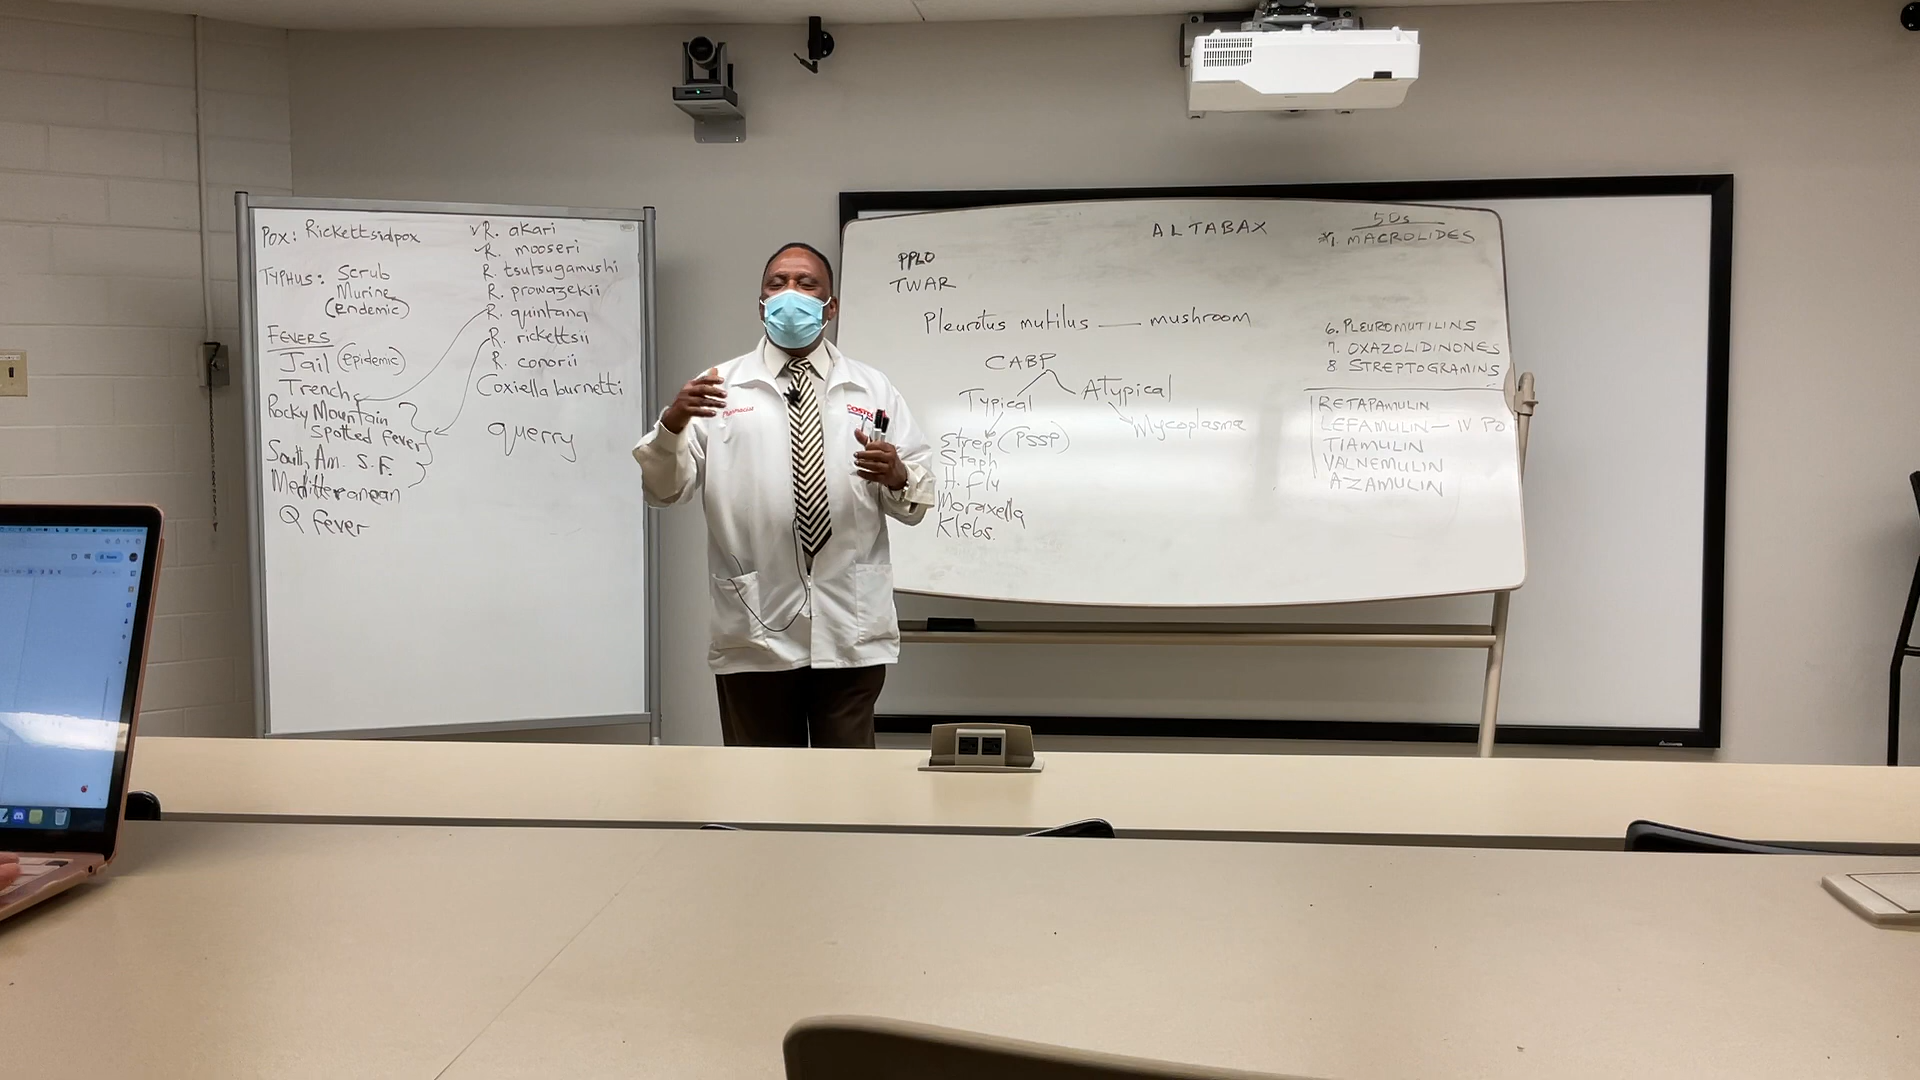 POX: Rickettsialpox
TYPHUS: Scrub
Murine
(endemic)
FEVERS
Jail (epidemic)
Trench
Rocky Mountain
Spotted Fever
South Am. S.F.
Mediterranean
Q fever
R. akari
R. mooseri
R. tsutsugamushi
R. prowazekii
R. quintana
R. rickettsii
R. conorii
Coxiella burnetti
querry
Pharmacist
COSTCO
ALTABAX
PPLO
TWAR
Pleurotus mutilus — mushroom
CABP
Typical
Atypical
Mycoplasma
Strep (PSSP)
Staph
H. flu
Moraxella
Klebs.
50s
*1. MACROLIDES
6. PLEUROMUTILINS
7. OXAZOLIDINONES
8. STREPTOGRAMINS
RETAPAMULIN
LEFAMULIN — IV PO
TIAMULIN
VALNEMULIN
AZAMULIN